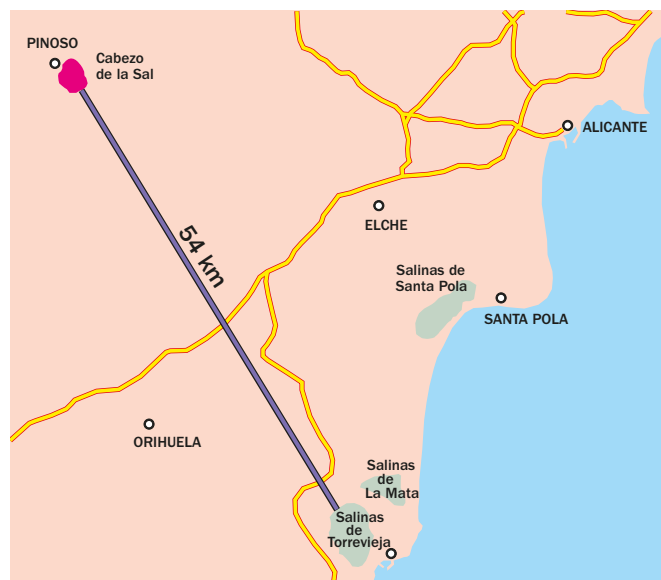 PINOSO
Cabezo
de la Sal
ALICANTE
54 km
ELCHE
Salinas de
Santa Pola
SANTA POLA
ORIHUELA
Salinas
de
La Mata
Salinas
de
Torrevieja